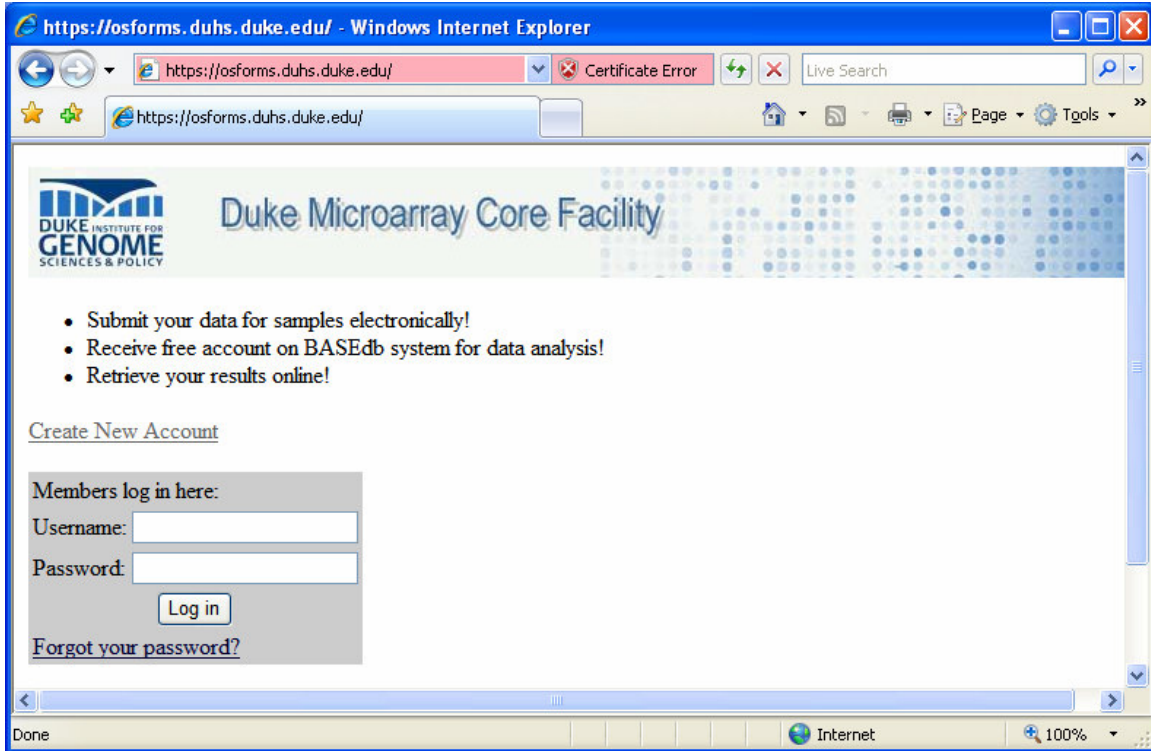 https://osforms.duhs.duke.edu/ - Windows Internet Explorer
https://osforms.duhs.duke.edu/ Certificate Error Live Search
https://osforms.duhs.duke.edu/ Page Tools »
DUKE INSTITUTE FOR
GENOME
SCIENCES & POLICY
Duke Microarray Core Facility
• Submit your data for samples electronically!
• Receive free account on BASEdb system for data analysis!
• Retrieve your results online!
Create New Account
Members log in here:
Username:
Password:
Log in
Forgot your password?
Done Internet 100%